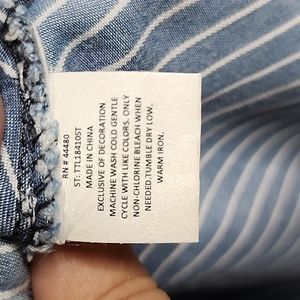 RN # 44480
ST: TTL18410ST
MADE IN CHINA
EXCLUSIVE OF DECORATION
MACHINE WASH COLD GENTLE
CYCLE WITH LIKE COLORS. ONLY
NON-CHLORINE BLEACH WHEN
NEEDED.TUMBLE DRY LOW.
WARM IRON.